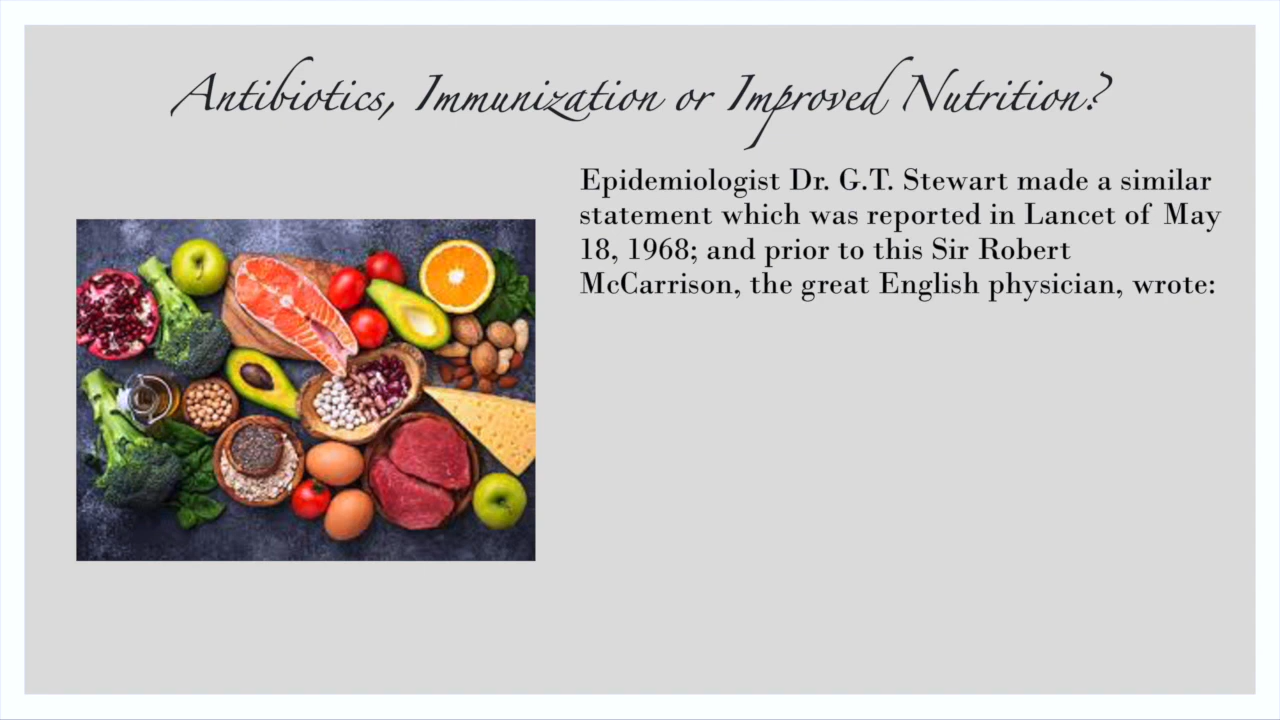 Antibiotics, Immunization or Improved Nutrition?
Epidemiologist Dr. G.T. Stewart made a similar
statement which was reported in Lancet of May
18, 1968; and prior to this Sir Robert
McCarrison, the great English physician, wrote: